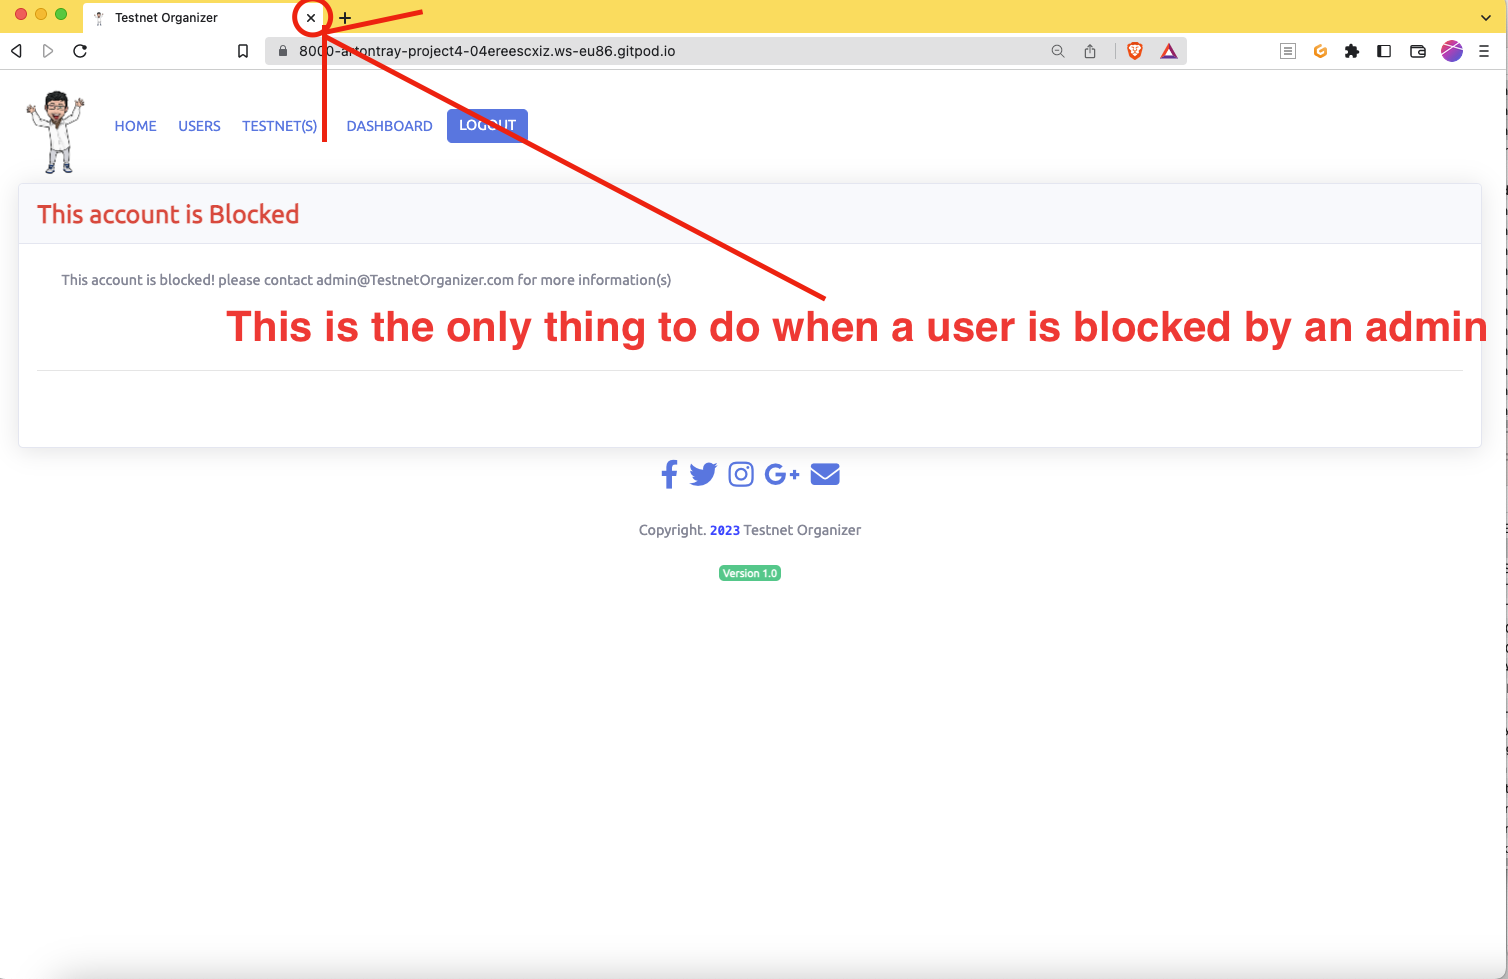 Testnet Organizer
8000-artontray-project4-04ereescxiz.ws-eu86.gitpod.io
HOME USERS TESTNET(S) DASHBOARD LOGOUT
This account is Blocked
This account is blocked! please contact admin@TestnetOrganizer.com for more information(s)
This is the only thing to do when a user is blocked by an admin
Copyright. 2023 Testnet Organizer
Version 1.0